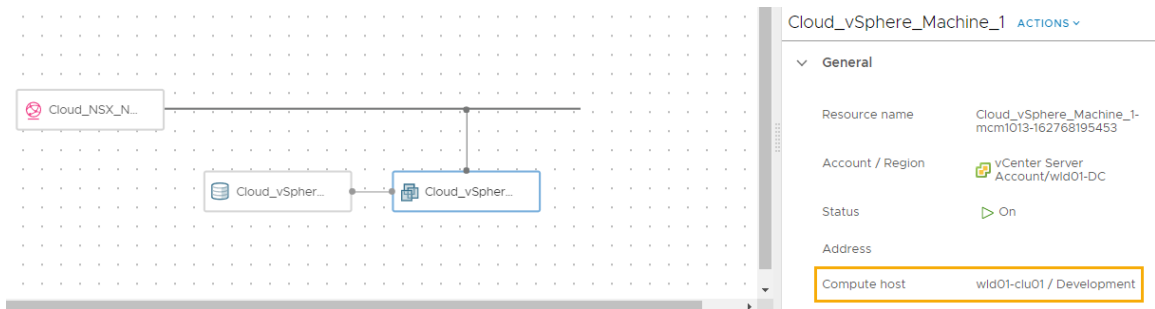 Cloud_vSphere_Machine_1 ACTIONS
General
Cloud_NSX_N...
Resource name
Cloud_vSphere_Machine_1-
mcm1013-162768195453
Account / Region
vCenter Server
Account/wld01-DC
Cloud_vSpher...
Cloud_vSpher...
Status
On
Address
Compute host
wld01-clu01 / Development